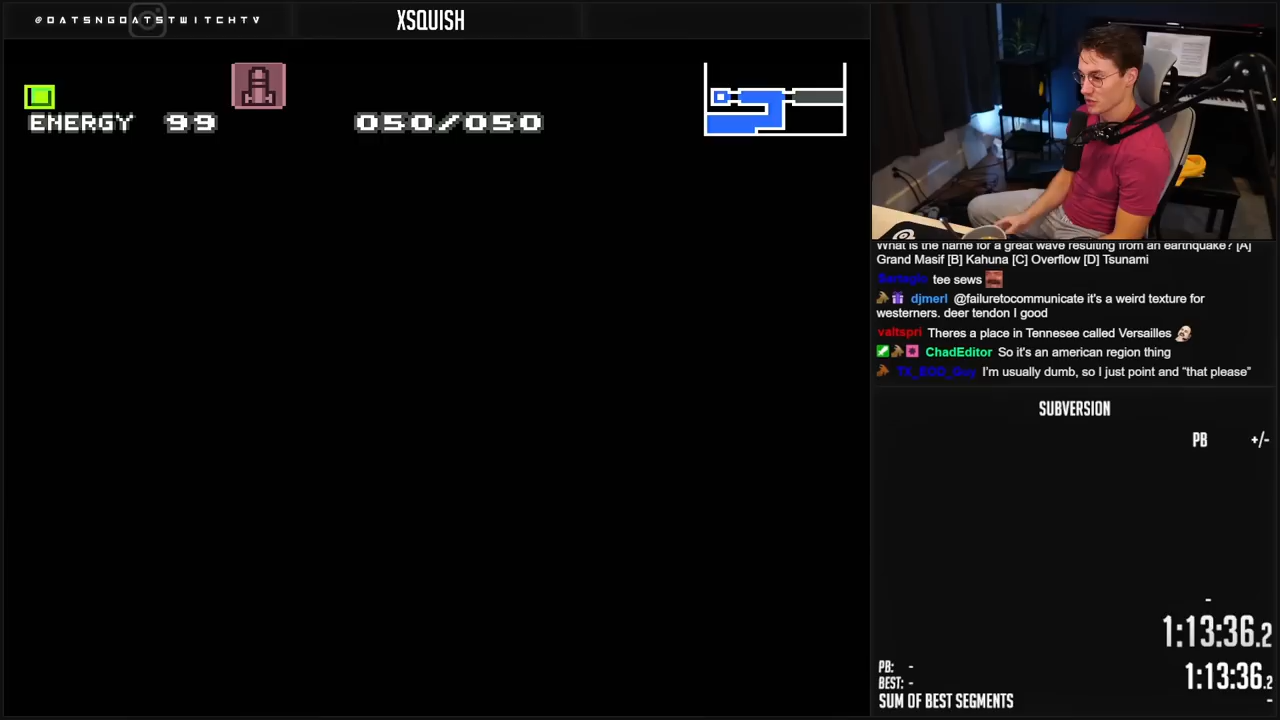 @OATSNGOATSTWITCHTV
XSQUISH
ENERGY 99
050/050
What is the name for a great wave resulting from an earthquake? [A]
Grand Masif [B] Kahuna [C] Overflow [D] Tsunami
tee sews
djmerl @failuretocommunicate it's a weird texture for
westerners. deer tendon I good
valtspri Theres a place in Tennesee called Versailles
ChadEditor So it's an american region thing
I'm usually dumb, so I just point and “that please”
SUBVERSION
PB +/-
-
1:13:36.2
PB: -
1:13:36.2
BEST: -
SUM OF BEST SEGMENTS -